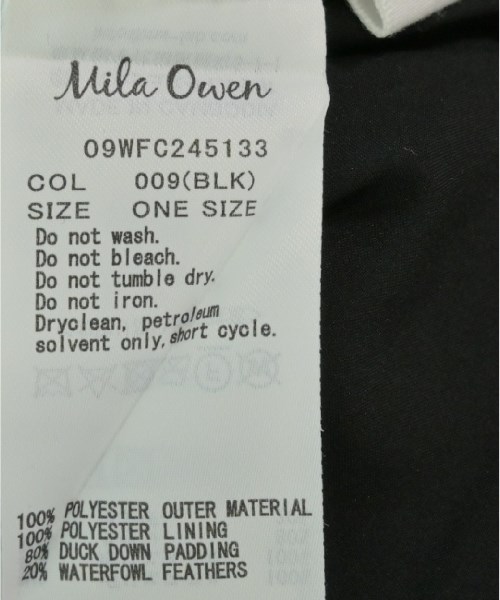 Mila Owen
09WFC245133
COL 009(BLK)
SIZE ONE SIZE
Do not wash.
Do not bleach.
Do not tumble dry.
Do not iron.
Dryclean, petroleum
solvent only, short cycle.
100% POLYESTER OUTER MATERIAL
100% POLYESTER LINING
80% DUCK DOWN PADDING
20% WATERFOWL FEATHERS